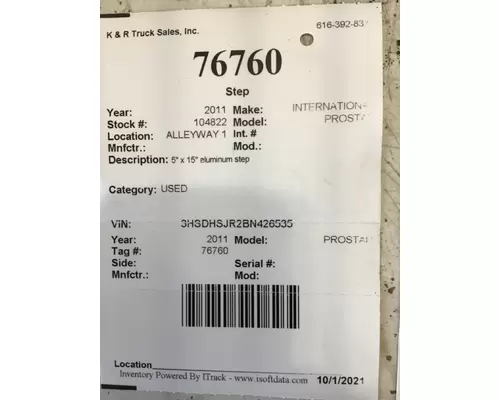 K & R Truck Sales, Inc. 616-392-83
76760
Step
Year: 2011 Make: INTERNATION
Stock #: 104822 Model: PROSTA
Location: ALLEYWAY 1 Int. #
Mnfctr.: Mod.:
Description: 5" x 15" eluminum step
Category: USED
ViN: 3HSDHSJR2BN426535
Year: 2011 Model: PROSTA
Tag #: 76760
Side: Serial #:
Mnfctr.: Mod:
Location
Inventory Powered By ITrack - www.isoftdata.com 10/1/2021